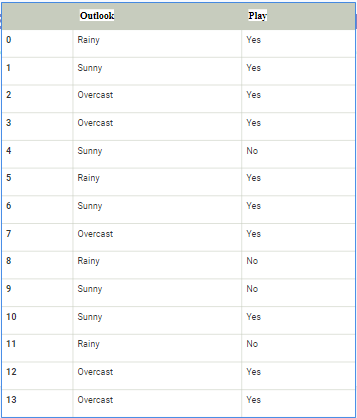 Outlook Play
0 Rainy Yes
1 Sunny Yes
2 Overcast Yes
3 Overcast Yes
4 Sunny No
5 Rainy Yes
6 Sunny Yes
7 Overcast Yes
8 Rainy No
9 Sunny No
10 Sunny Yes
11 Rainy No
12 Overcast Yes
13 Overcast Yes